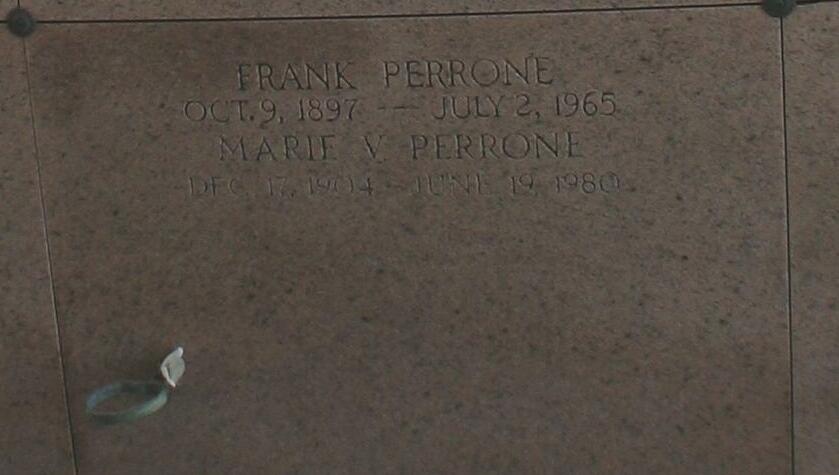 FRANK PERRONE
OCT. 9, 1897 — JULY 2, 1965
MARIE V. PERRONE
DEC. 17, 1904 – JUNE 19, 1980